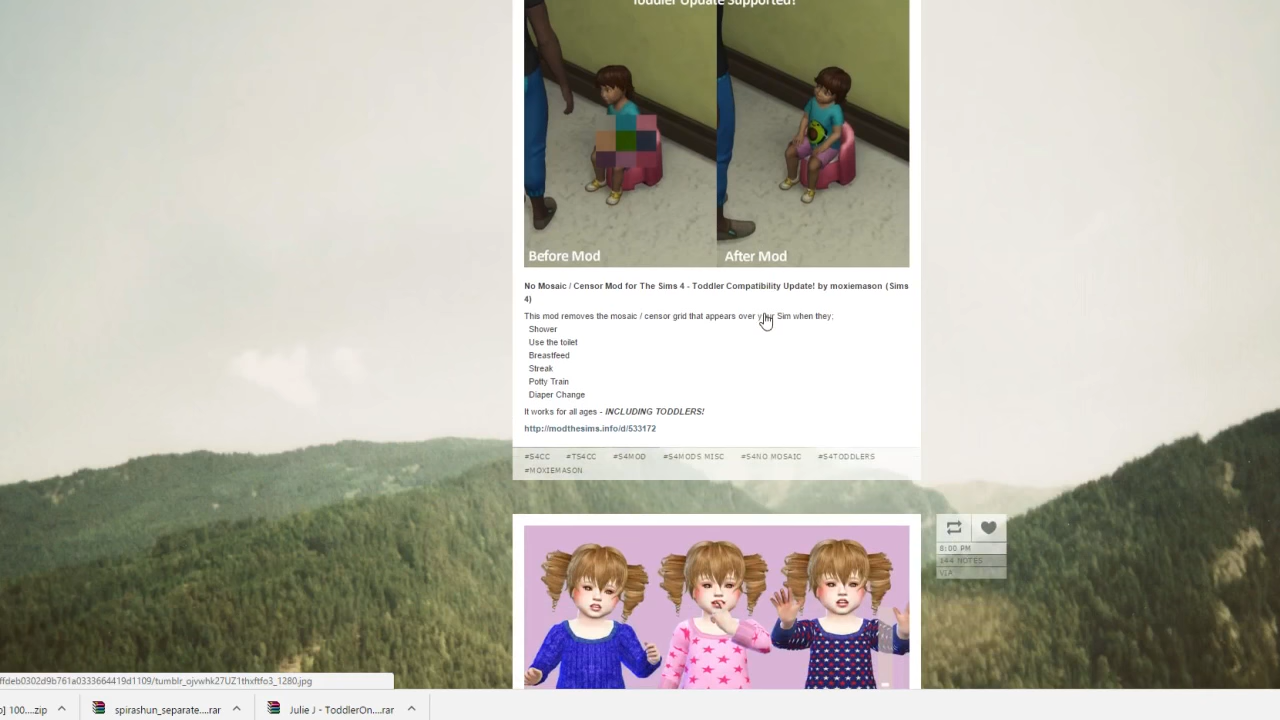 Toddler Update Supported!
Before Mod
After Mod
No Mosaic / Censor Mod for The Sims 4 - Toddler Compatibility Update! by moxiemason (Sims
4)
This mod removes the mosaic / censor grid that appears over your Sim when they;
Shower
Use the toilet
Breastfeed
Streak
Potty Train
Diaper Change
It works for all ages - INCLUDING TODDLERS!
http://modthesims.info/d/533172
#S4CC #TS4CC #S4MOD #S4MODS MISC #S4NO MOSAIC #S4TODDLERS
#MOXIEMASON
8:00 PM
144 NOTES
VIA
ffdeb0302d9b761a0333664419d1109/tumblr_ojvwhk27UZ1thxftfo3_1280.jpg
o] 100....zip
spirashun_separate....rar
Julie J - ToddlerOn....rar